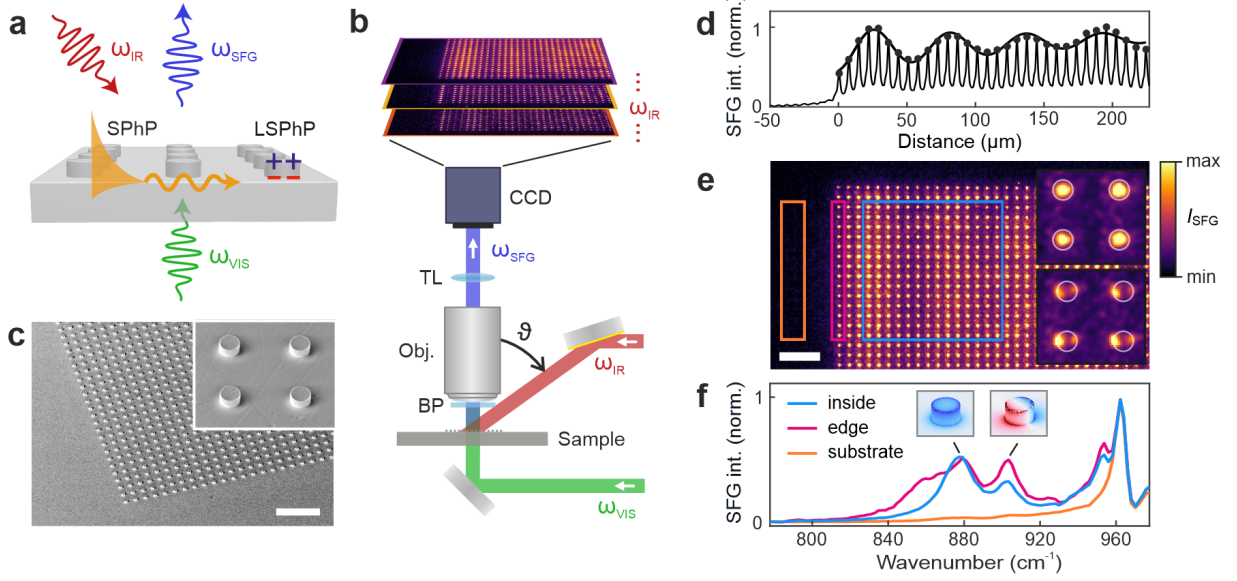 a
ω_IR
ω_SFG
SPhP
LSPhP
+ +
− −
ω_VIS
b
ω_IR
CCD
ω_SFG
TL
Obj.
ϑ
ω_IR
BP
Sample
ω_VIS
c
d
SFG int. (norm.)
1
0
-50
0
50
100
150
200
Distance (µm)
e
max
I_SFG
min
f
SFG int. (norm.)
1
0
inside
edge
substrate
800
840
880
920
960
Wavenumber (cm⁻¹)